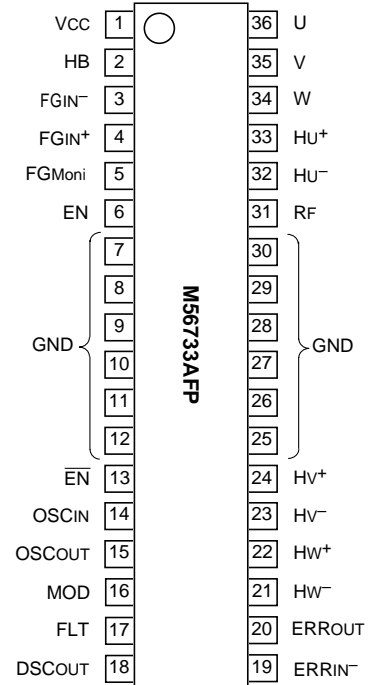 VCC 1 36 U
HB 2 35 V
FGIN− 3 34 W
FGIN+ 4 33 HU+
FGMoni 5 32 HU−
EN 6 31 RF
7 30
8 29
9 28
GND GND
10 27
11 26
12 25
M56733AFP
E̅N̅ 13 24 HV+
OSCIN 14 23 HV−
OSCOUT 15 22 HW+
MOD 16 21 HW−
FLT 17 20 ERROUT
DSCOUT 18 19 ERRIN−